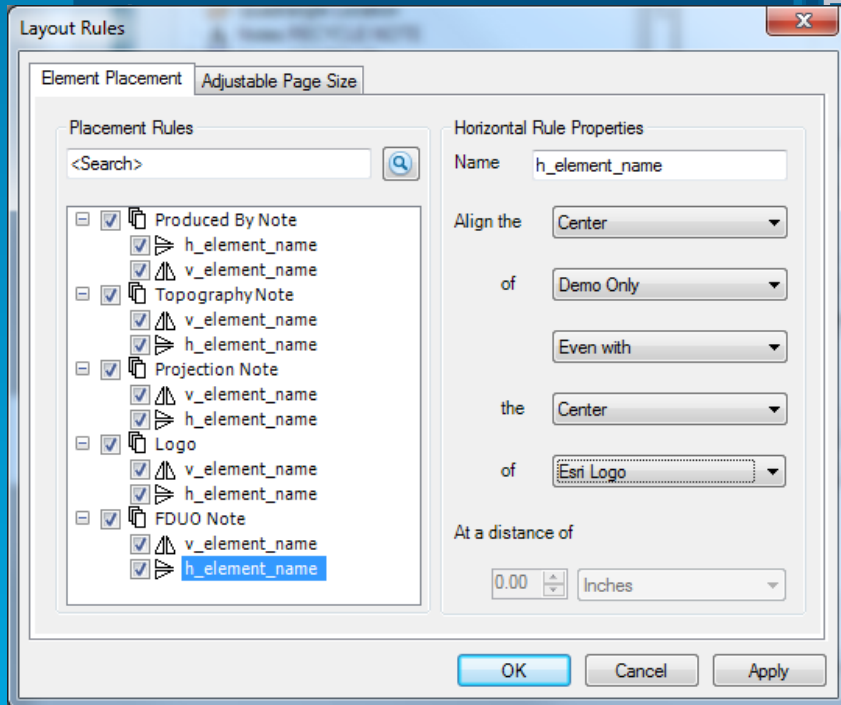 Layout Rules
Element Placement
Adjustable Page Size
Placement Rules
<Search>
Produced By Note
h_element_name
v_element_name
Topography Note
v_element_name
h_element_name
Projection Note
v_element_name
h_element_name
Logo
v_element_name
h_element_name
FDUO Note
v_element_name
h_element_name
Horizontal Rule Properties
Name h_element_name
Align the Center
of Demo Only
Even with
the Center
of Esri Logo
At a distance of
0.00 Inches
OK Cancel Apply